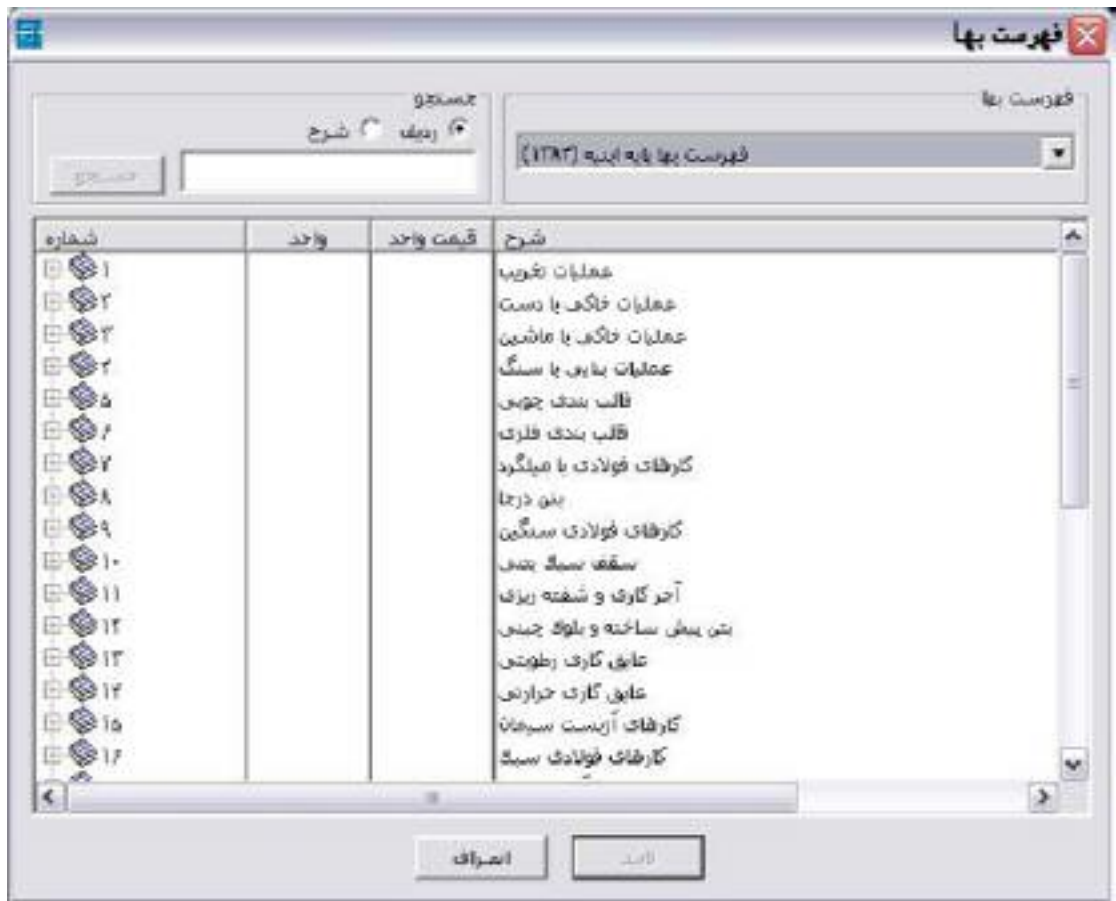 فهرست بها
فهرست بها
فهرست بها پایه ابنیه (۱۳۸۳)
جستجو
ردیف
شرح
جستجو
شماره واحد قیمت واحد شرح
۱ عملیات تخریب
۲ عملیات خاکی با دست
۳ عملیات خاکی با ماشین
۴ عملیات بنایی با سنگ
۵ قالب بندی چوبی
۶ قالب بندی فلزی
۷ کارهای فولادی با میلگرد
۸ بتن درجا
۹ کارهای فولادی سنگین
۱۰ سقف سبک بتنی
۱۱ آجر کاری و شفته ریزی
۱۲ بتن پیش ساخته و بلوک چینی
۱۳ عایق کاری رطوبتی
۱۴ عایق کاری حرارتی
۱۵ کارهای آزبست سیمان
۱۶ کارهای فولادی سبک
تایید
انصراف